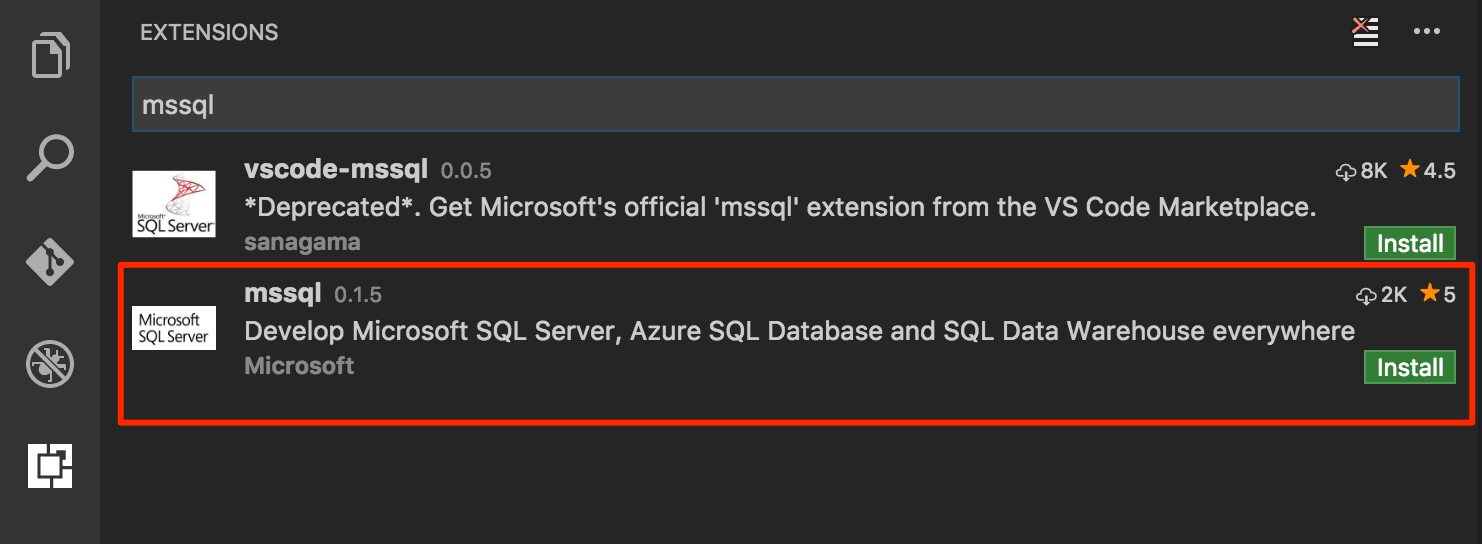 EXTENSIONS
mssql
vscode-mssql 0.0.5 8K 4.5
Microsoft
SQL Server
*Deprecated*. Get Microsoft's official 'mssql' extension from the VS Code Marketplace.
sanagama
Install
mssql 0.1.5 2K 5
Microsoft
SQL Server
Develop Microsoft SQL Server, Azure SQL Database and SQL Data Warehouse everywhere
Microsoft
Install